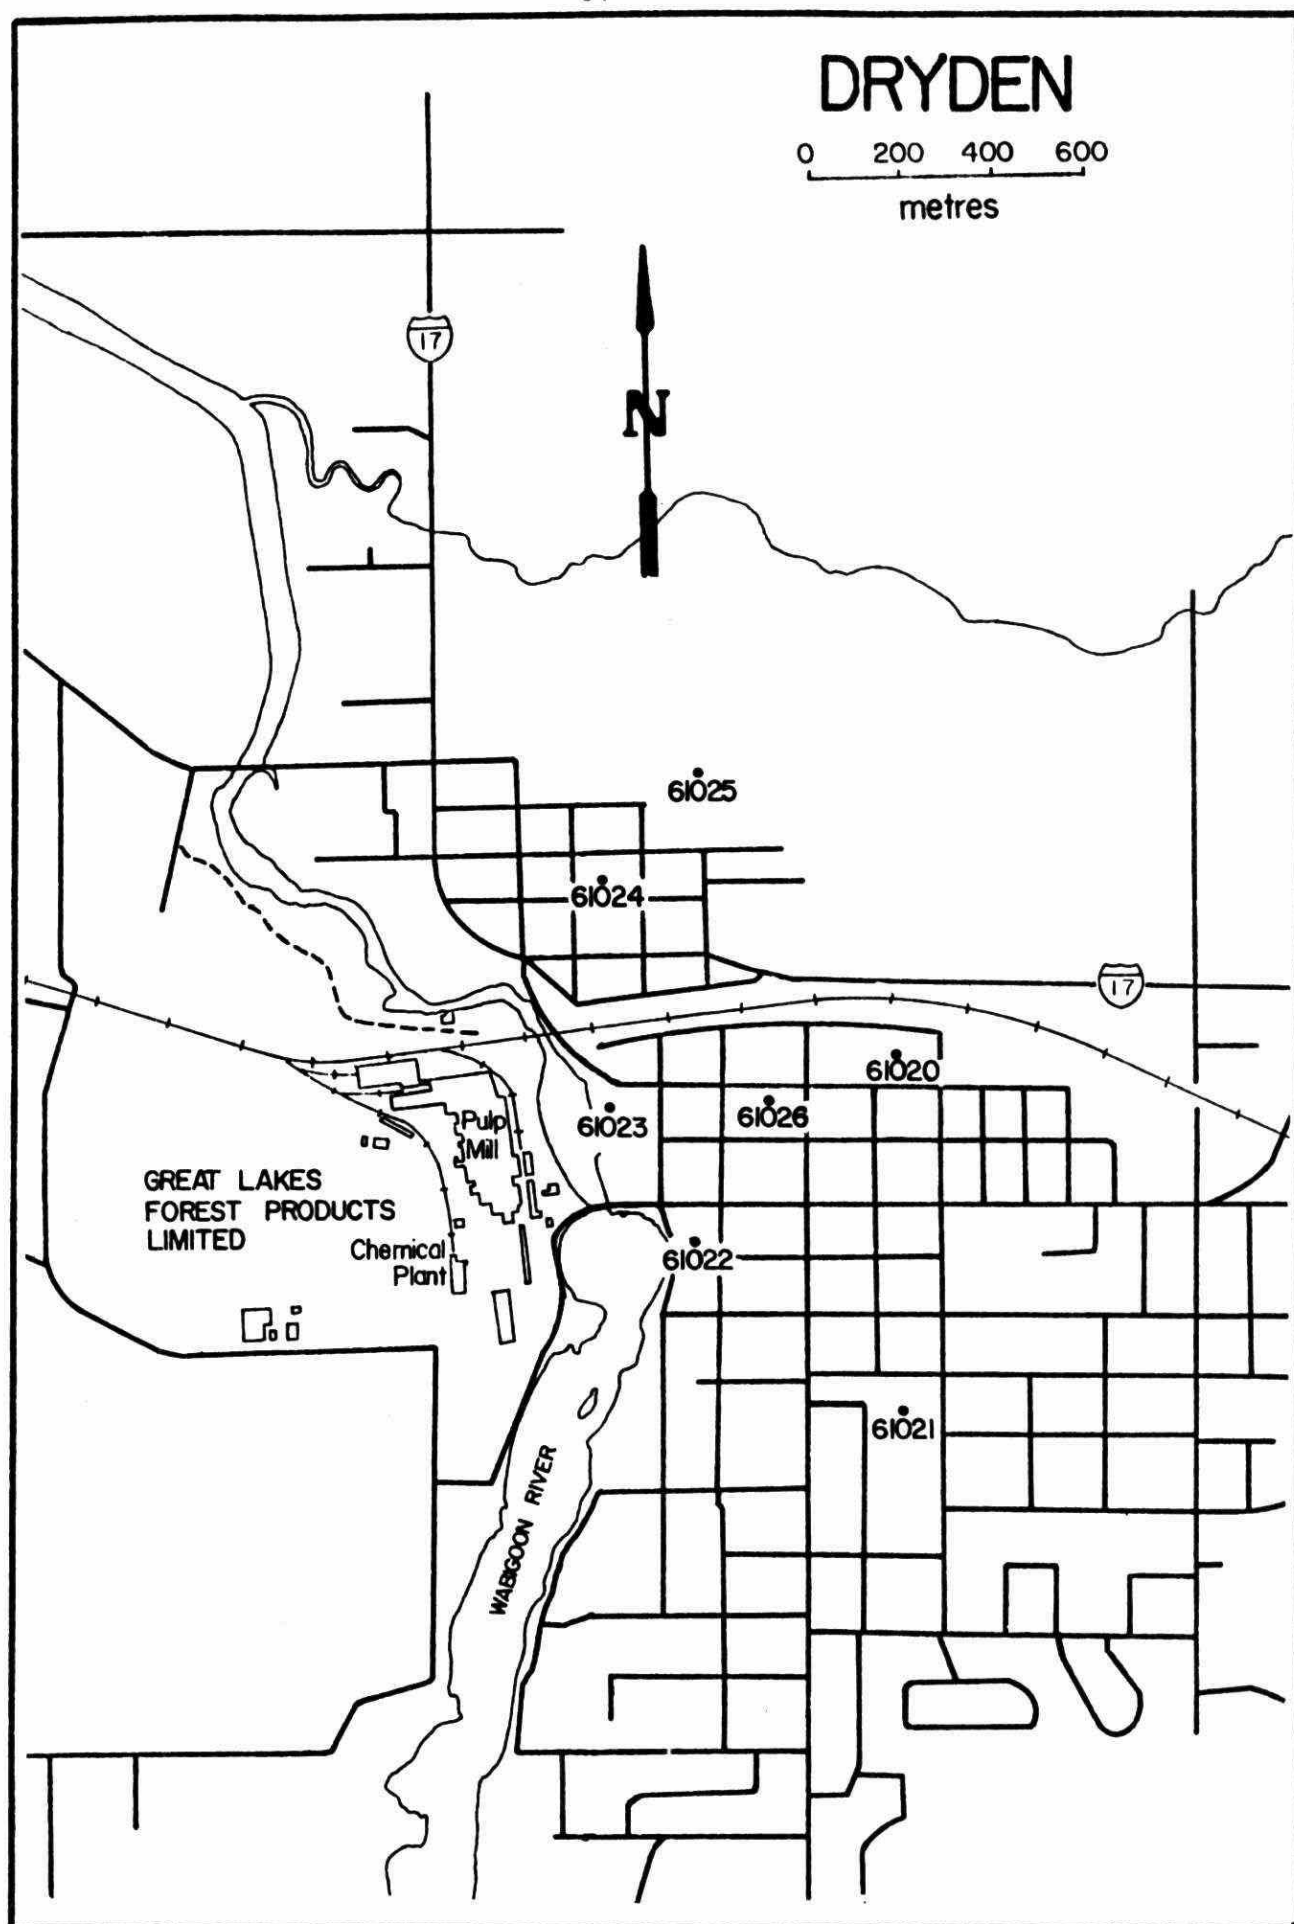 DRYDEN
0 200 400 600
metres
17
N
61025
61024
17
61020
61026
61023
Pulp
Mill
GREAT LAKES
FOREST PRODUCTS
LIMITED
Chemical
Plant
61022
61021
WABIGOON RIVER